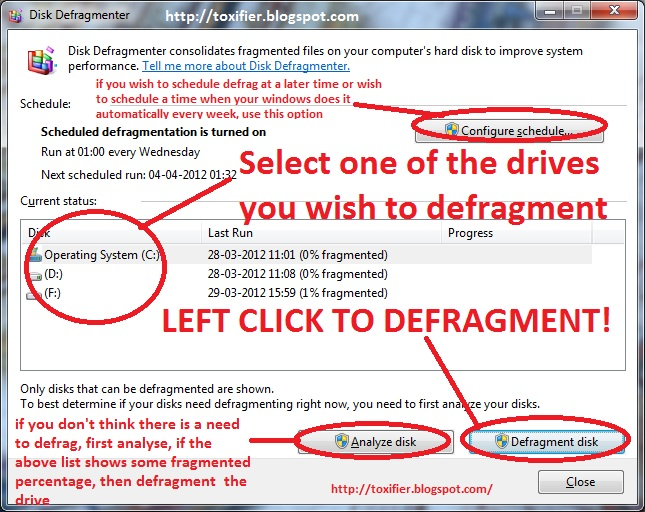 Disk Defragmenter
http://toxifier.blogspot.com
Disk Defragmenter consolidates fragmented files on your computer's hard disk to improve system
performance. Tell me more about Disk Defragmenter.
if you wish to schedule defrag at a later time or wish
to schedule a time when your windows does it
automatically every week, use this option
Schedule:
Configure schedule...
Scheduled defragmentation is turned on
Run at 01:00 every Wednesday
Next scheduled run: 04-04-2012 01:32
Select one of the drives
you wish to defragment
Current status:
Disk Last Run Progress
Operating System (C:) 28-03-2012 11:01 (0% fragmented)
(D:) 28-03-2012 11:08 (0% fragmented)
(F:) 29-03-2012 15:59 (1% fragmented)
LEFT CLICK TO DEFRAGMENT!
Only disks that can be defragmented are shown.
To best determine if your disks need defragmenting right now, you need to first analyze your disks.
if you don't think there is a need
to defrag, first analyse, if the
above list shows some fragmented
percentage, then defragment the
drive
Analyze disk
Defragment disk
http://toxifier.blogspot.com/
Close